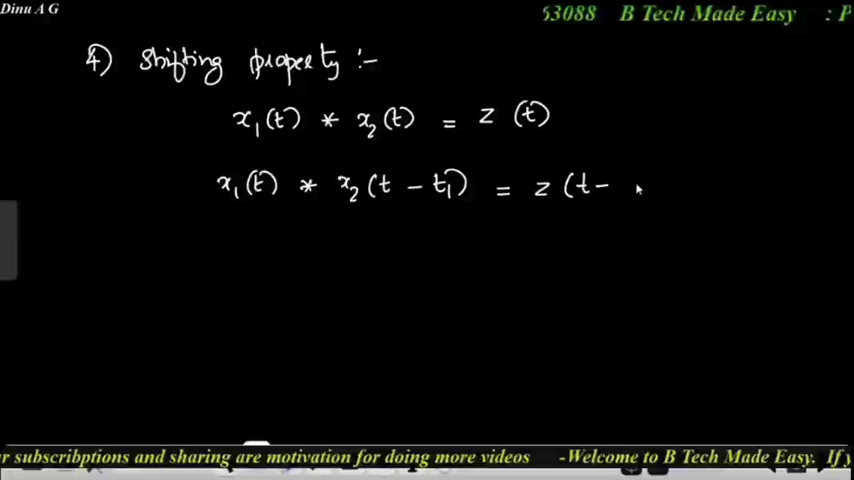 Dinu A G
53088 B Tech Made Easy : P
4) Shifting property :-
x₁(t) * x₂(t) = z (t)
x₁(t) * x₂(t - t₁) = z (t-
r subscribptions and sharing are motivation for doing more videos -Welcome to B Tech Made Easy. If y